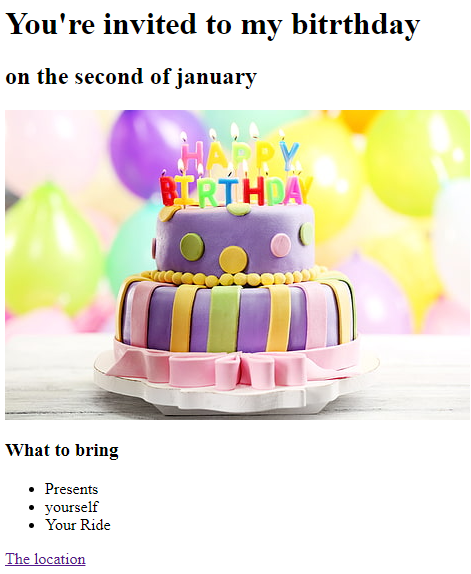 You're invited to my bitrthday
on the second of january
HAPPY
BIRTHDAY
What to bring
Presents
yourself
Your Ride
The location